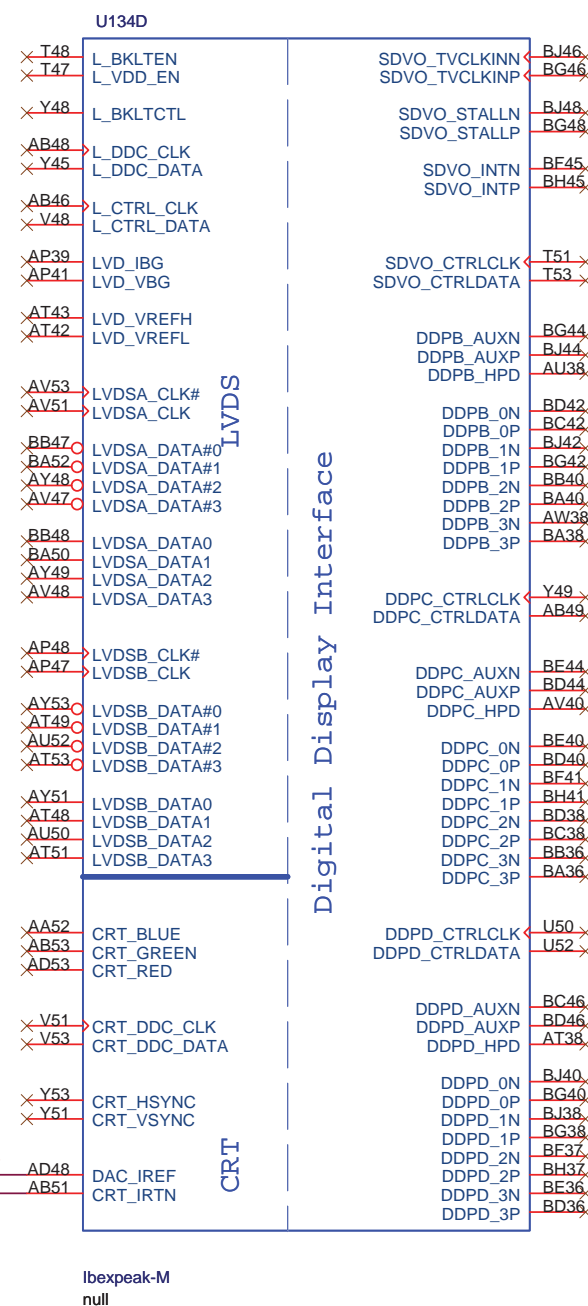 U134D
T48 L_BKLTEN
T47 L_VDD_EN
Y48 L_BKLTCTL
AB48 L_DDC_CLK
Y45 L_DDC_DATA
AB46 L_CTRL_CLK
V48 L_CTRL_DATA
AP39 LVD_IBG
AP41 LVD_VBG
AT43 LVD_VREFH
AT42 LVD_VREFL
AV53 LVDSA_CLK#
AV51 LVDSA_CLK
BB47 LVDSA_DATA#0
BA52 LVDSA_DATA#1
AY48 LVDSA_DATA#2
AV47 LVDSA_DATA#3
BB48 LVDSA_DATA0
BA50 LVDSA_DATA1
AY49 LVDSA_DATA2
AV48 LVDSA_DATA3
AP48 LVDSB_CLK#
AP47 LVDSB_CLK
AY53 LVDSB_DATA#0
AT49 LVDSB_DATA#1
AU52 LVDSB_DATA#2
AT53 LVDSB_DATA#3
AY51 LVDSB_DATA0
AT48 LVDSB_DATA1
AU50 LVDSB_DATA2
AT51 LVDSB_DATA3
LVDS
AA52 CRT_BLUE
AB53 CRT_GREEN
AD53 CRT_RED
V51 CRT_DDC_CLK
V53 CRT_DDC_DATA
Y53 CRT_HSYNC
Y51 CRT_VSYNC
AD48 DAC_IREF
AB51 CRT_IRTN
CRT
Digital Display Interface
SDVO_TVCLKINN BJ46
SDVO_TVCLKINP BG46
SDVO_STALLN BJ48
SDVO_STALLP BG48
SDVO_INTN BF45
SDVO_INTP BH45
SDVO_CTRLCLK T51
SDVO_CTRLDATA T53
DDPB_AUXN BG44
DDPB_AUXP BJ44
DDPB_HPD AU38
DDPB_0N BD42
DDPB_0P BC42
DDPB_1N BJ42
DDPB_1P BG42
DDPB_2N BB40
DDPB_2P BA40
DDPB_3N AW38
DDPB_3P BA38
DDPC_CTRLCLK Y49
DDPC_CTRLDATA AB49
DDPC_AUXN BE44
DDPC_AUXP BD44
DDPC_HPD AV40
DDPC_0N BE40
DDPC_0P BD40
DDPC_1N BF41
DDPC_1P BH41
DDPC_2N BD38
DDPC_2P BC38
DDPC_3N BB36
DDPC_3P BA36
DDPD_CTRLCLK U50
DDPD_CTRLDATA U52
DDPD_AUXN BC46
DDPD_AUXP BD46
DDPD_HPD AT38
DDPD_0N BJ40
DDPD_0P BG40
DDPD_1N BJ38
DDPD_1P BG38
DDPD_2N BF37
DDPD_2P BH37
DDPD_3N BE36
DDPD_3P BD36
Ibexpeak-M
null